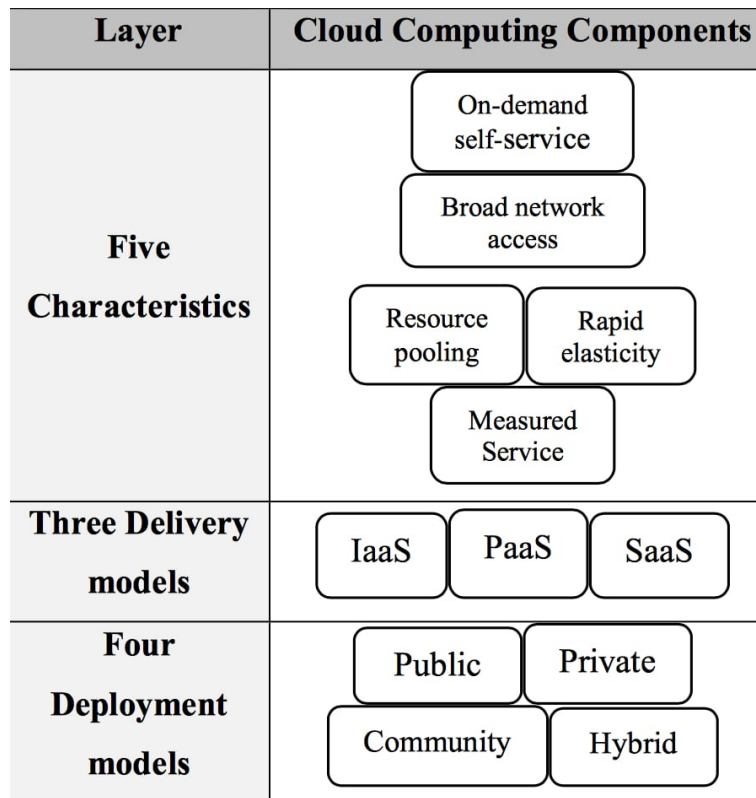 Layer
Cloud Computing Components
Five
Characteristics
On-demand
self-service
Broad network
access
Resource
pooling
Rapid
elasticity
Measured
Service
Three Delivery
models
IaaS
PaaS
SaaS
Four
Deployment
models
Public
Private
Community
Hybrid